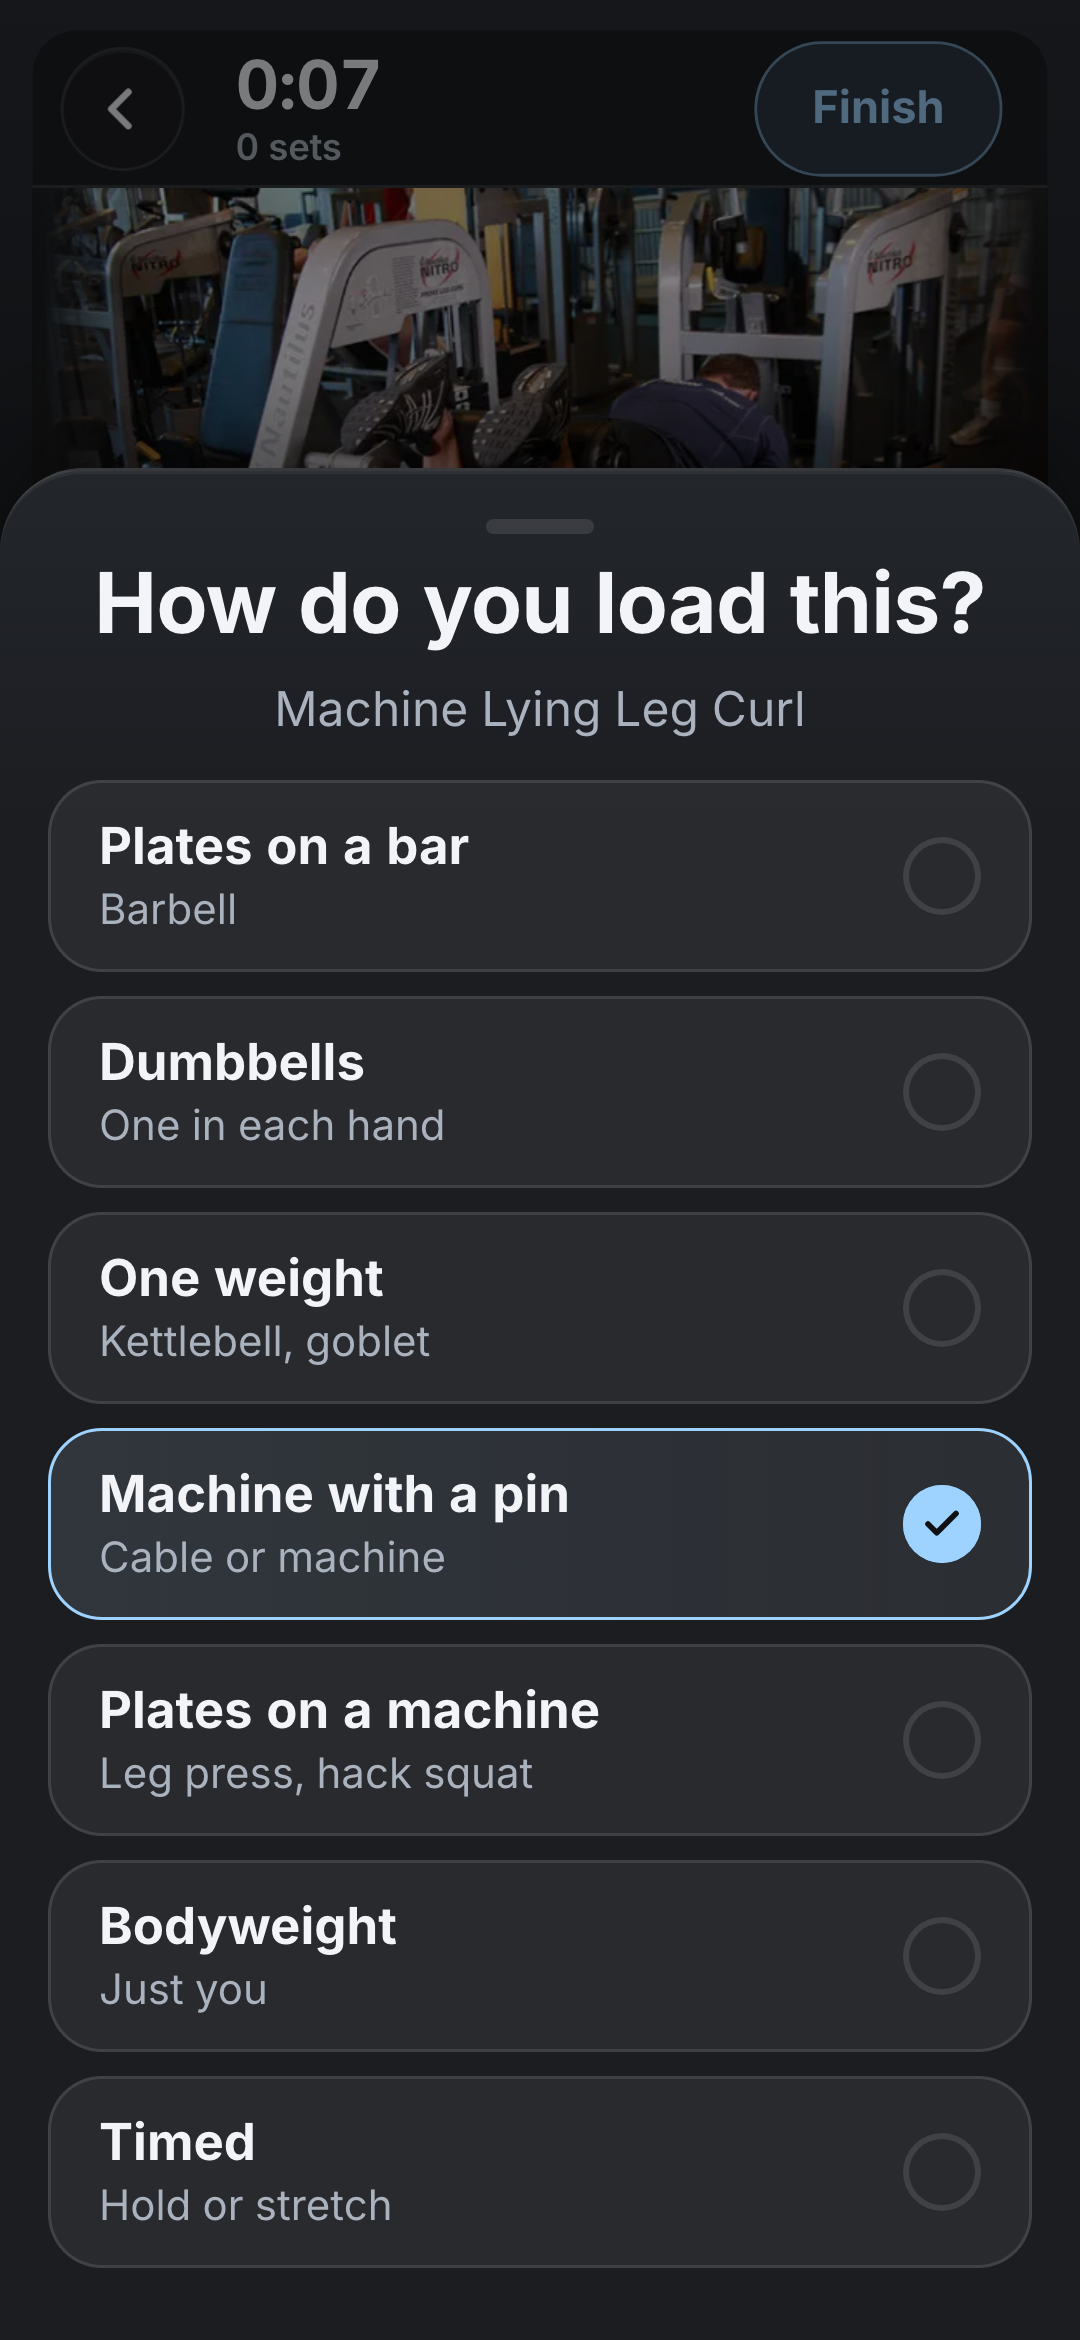 0:07
0 sets
Finish
NITRO
NITRO
NITRO
Nautilus
How do you load this?
Machine Lying Leg Curl
Plates on a bar
Barbell
Dumbbells
One in each hand
One weight
Kettlebell, goblet
Machine with a pin
Cable or machine
Plates on a machine
Leg press, hack squat
Bodyweight
Just you
Timed
Hold or stretch